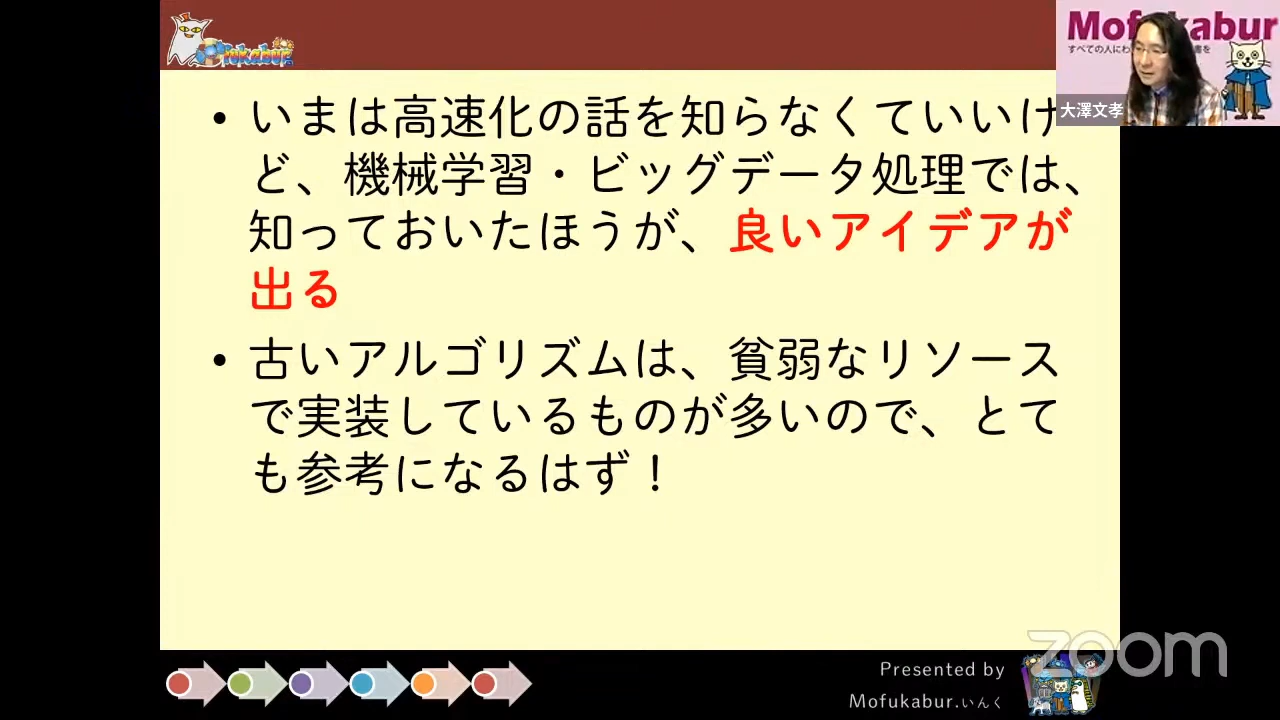 Mofukabur
Mofukabur
大澤文孝
・いまは高速化の話を知らなくていいけ
ど、機械学習・ビッグデータ処理では、
知っておいたほうが、良いアイデアが
出る
・古いアルゴリズムは、貧弱なリソース
で実装しているものが多いので、とて
も参考になるはず！
zoom
Presented by
Mofukabur.いんく